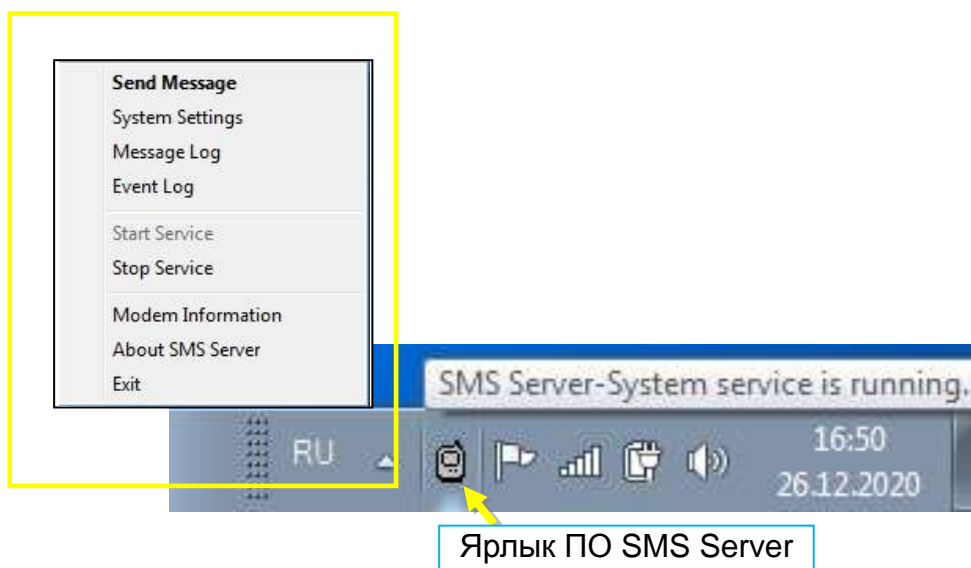 Send Message
System Settings
Message Log
Event Log
Start Service
Stop Service
Modem Information
About SMS Server
Exit
SMS Server-System service is running.
RU
16:50
26.12.2020
Ярлык ПО SMS Server